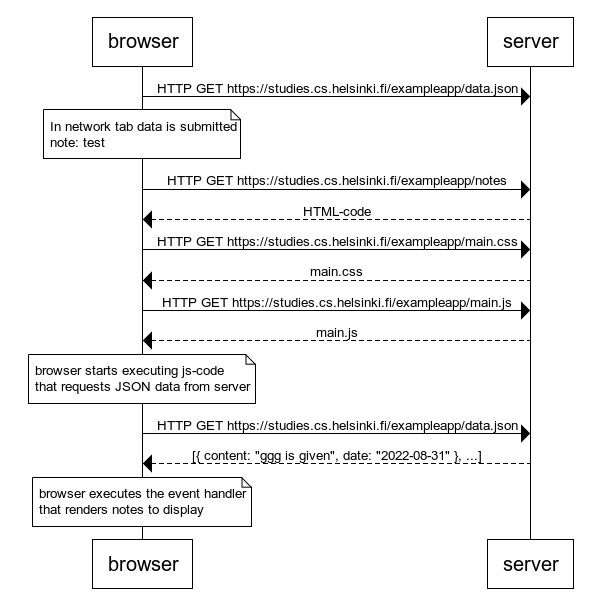 browser
server
HTTP GET https://studies.cs.helsinki.fi/exampleapp/data.json
In network tab data is submitted
note: test
HTTP GET https://studies.cs.helsinki.fi/exampleapp/notes
HTML-code
HTTP GET https://studies.cs.helsinki.fi/exampleapp/main.css
main.css
HTTP GET https://studies.cs.helsinki.fi/exampleapp/main.js
main.js
browser starts executing js-code
that requests JSON data from server
HTTP GET https://studies.cs.helsinki.fi/exampleapp/data.json
[{ content: "ggg is given", date: "2022-08-31" }, ...]
browser executes the event handler
that renders notes to display
browser
server